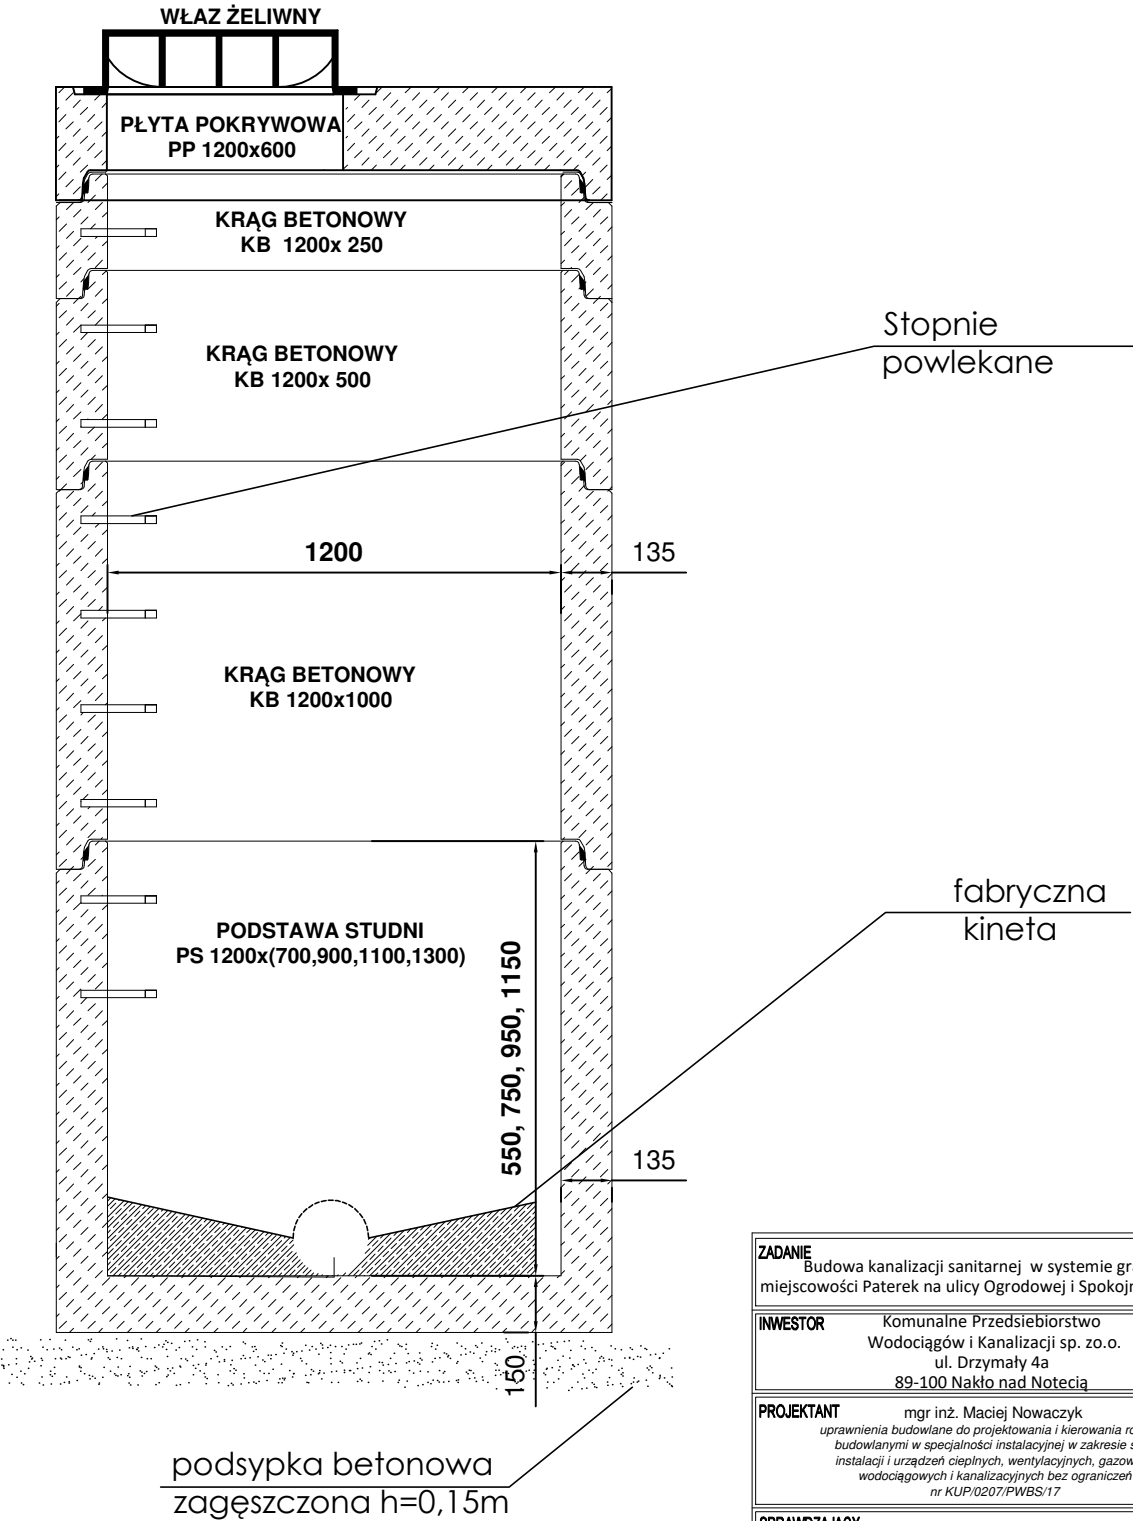 WŁAZ ŻELIWNY
PŁYTA POKRYWOWA
PP 1200x600
KRĄG BETONOWY
KB 1200x 250
KRĄG BETONOWY
KB 1200x 500
Stopnie
powlekane
1200
135
KRĄG BETONOWY
KB 1200x1000
fabryczna
kineta
PODSTAWA STUDNI
PS 1200x(700,900,1100,1300)
550, 750, 950, 1150
135
150
podsypka betonowa
zagęszczona h=0,15m
ZADANIE
Budowa kanalizacji sanitarnej w systemie gra
miejscowości Paterek na ulicy Ogrodowej i Spokojn
INWESTOR
Komunalne Przedsiebiorstwo
Wodociągów i Kanalizacji sp. zo.o.
ul. Drzymały 4a
89-100 Nakło nad Notecią
PROJEKTANT
mgr inż. Maciej Nowaczyk
uprawnienia budowlane do projektowania i kierowania ro
budowlanymi w specjalności instalacyjnej w zakresie s
instalacji i urządzeń cieplnych, wentylacyjnych, gazow
wodociągowych i kanalizacyjnych bez ograniczeń
nr KUP/0207/PWBS/17
SPRAWDZAJĄCY